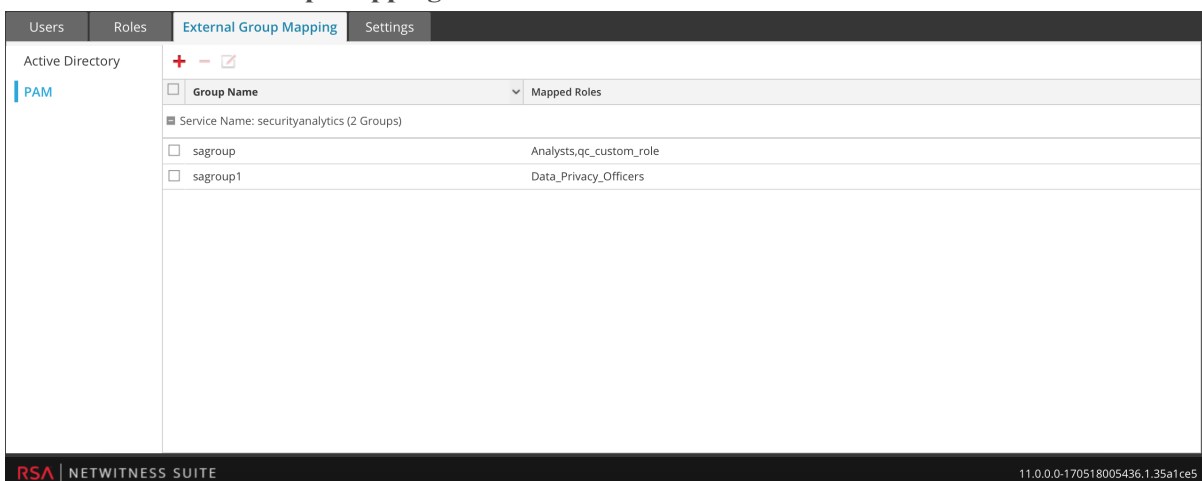 Users Roles External Group Mapping Settings
Active Directory
PAM
Group Name Mapped Roles
Service Name: securityanalytics (2 Groups)
sagroup Analysts,qc_custom_role
sagroup1 Data_Privacy_Officers
RSA | NETWITNESS SUITE 11.0.0.0-170518005436.1.35a1ce5